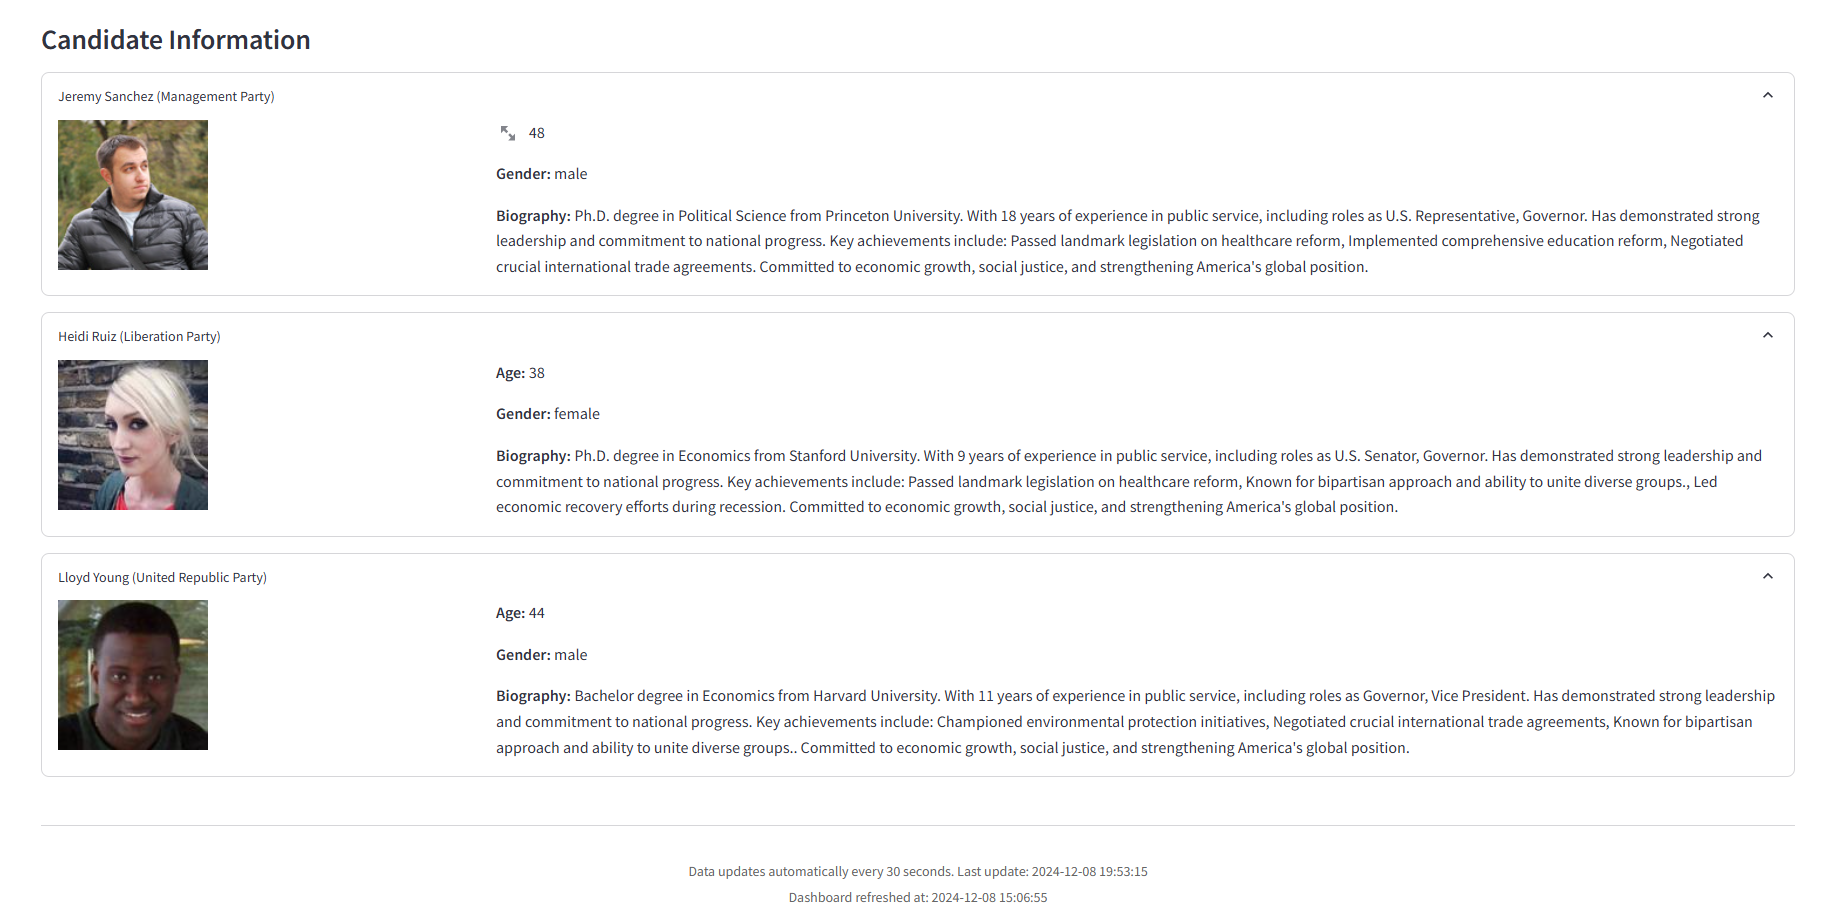 Candidate Information
Jeremy Sanchez (Management Party)
48
Gender: male
Biography: Ph.D. degree in Political Science from Princeton University. With 18 years of experience in public service, including roles as U.S. Representative, Governor. Has demonstrated strong
leadership and commitment to national progress. Key achievements include: Passed landmark legislation on healthcare reform, Implemented comprehensive education reform, Negotiated
crucial international trade agreements. Committed to economic growth, social justice, and strengthening America's global position.
Heidi Ruiz (Liberation Party)
Age: 38
Gender: female
Biography: Ph.D. degree in Economics from Stanford University. With 9 years of experience in public service, including roles as U.S. Senator, Governor. Has demonstrated strong leadership and
commitment to national progress. Key achievements include: Passed landmark legislation on healthcare reform, Known for bipartisan approach and ability to unite diverse groups., Led
economic recovery efforts during recession. Committed to economic growth, social justice, and strengthening America's global position.
Lloyd Young (United Republic Party)
Age: 44
Gender: male
Biography: Bachelor degree in Economics from Harvard University. With 11 years of experience in public service, including roles as Governor, Vice President. Has demonstrated strong leadership
and commitment to national progress. Key achievements include: Championed environmental protection initiatives, Negotiated crucial international trade agreements, Known for bipartisan
approach and ability to unite diverse groups.. Committed to economic growth, social justice, and strengthening America's global position.
Data updates automatically every 30 seconds. Last update: 2024-12-08 19:53:15
Dashboard refreshed at: 2024-12-08 15:06:55